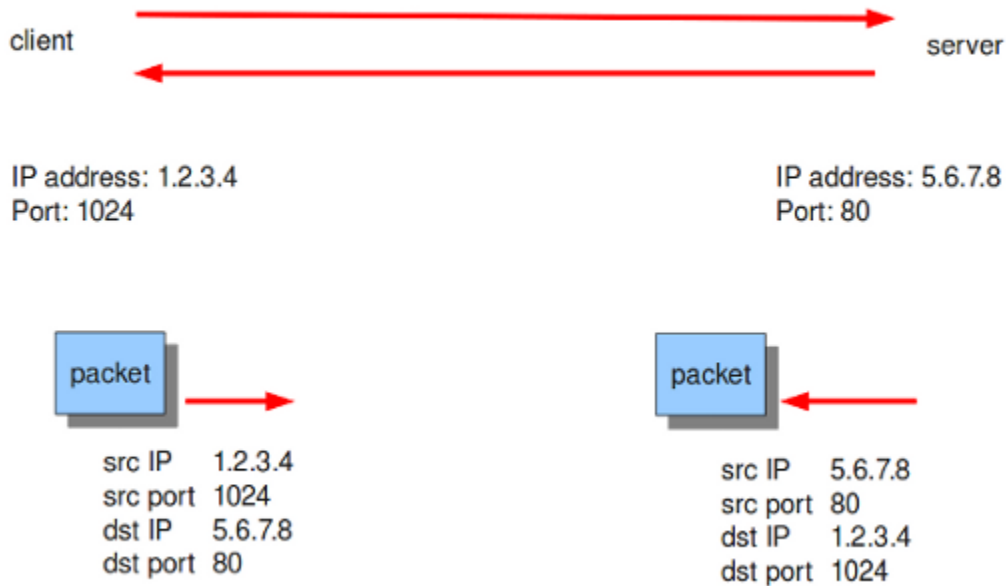 client
server
IP address: 1.2.3.4
Port: 1024
IP address: 5.6.7.8
Port: 80
packet
src IP 1.2.3.4
src port 1024
dst IP 5.6.7.8
dst port 80
packet
src IP 5.6.7.8
src port 80
dst IP 1.2.3.4
dst port 1024